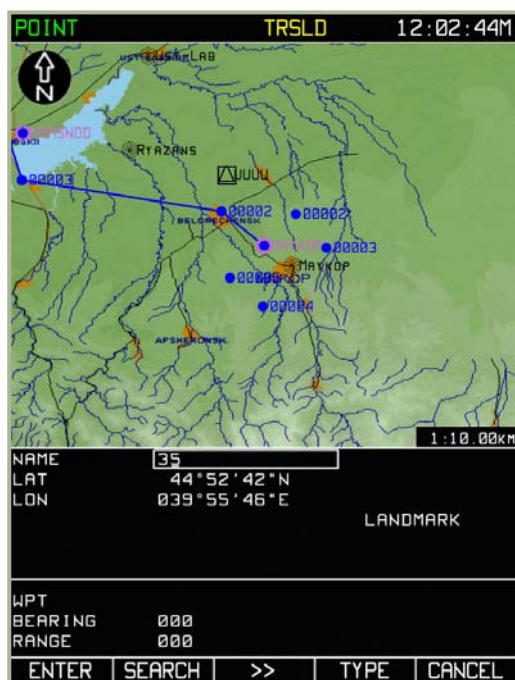 POINT TRSLD 12:02:44M
N
RYAZANS
00003
00002
00002
BELORECHENSK
00003
MAYKOP
00004
APSHERONSK
1:10.00KM
NAME 35
LAT 44°52'42"N
LON 039°55'46"E
LANDMARK
WPT
BEARING 000
RANGE 000
ENTER SEARCH >> TYPE CANCEL